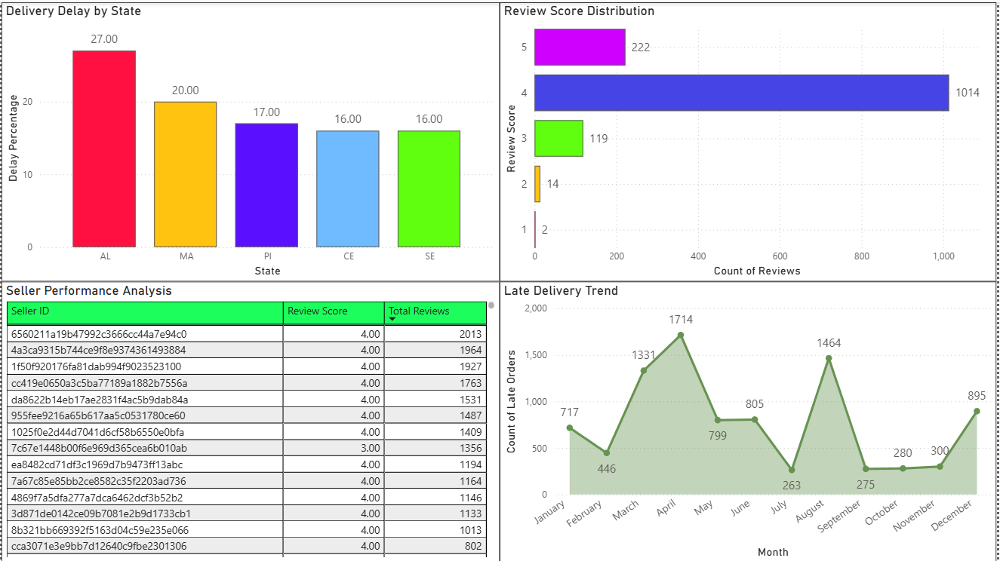 Delivery Delay by State
27.00
20.00
17.00
16.00
16.00
Delay Percentage
20
10
0
AL MA PI CE SE
State
Review Score Distribution
Review Score
5 222
4 1014
3 119
2 14
1 2
0 200 400 600 800 1,000
Count of Reviews
Seller Performance Analysis
Seller ID Review Score Total Reviews
6560211a19b47992c3666cc44a7e94c0 4.00 2013
4a3ca9315b744ce9f8e9374361493884 4.00 1964
1f50f920176fa81dab994f9023523100 4.00 1927
cc419e0650a3c5ba77189a1882b7556a 4.00 1763
da8622b14eb17ae2831f4ac5b9dab84a 4.00 1531
955fee9216a65b617aa5c0531780ce60 4.00 1487
1025f0e2d44d7041d6cf58b6550e0bfa 4.00 1409
7c67e1448b00f6e969d365cea6b010ab 3.00 1356
ea8482cd71df3c1969d7b9473ff13abc 4.00 1194
7a67c85e85bb2ce8582c35f2203ad736 4.00 1164
4869f7a5dfa277a7dca6462dcf3b52b2 4.00 1146
3d871de0142ce09b7081e2b9d1733cb1 4.00 1133
8b321bb669392f5163d04c59e235e066 4.00 1013
cca3071e3e9bb7d12640c9fbe2301306 4.00 802
Late Delivery Trend
Count of Late Orders
2,000
1,500
1,000
500
0
717
446
1331
1714
799
805
263
1464
275
280
300
895
January February March April May June July August September October November December
Month